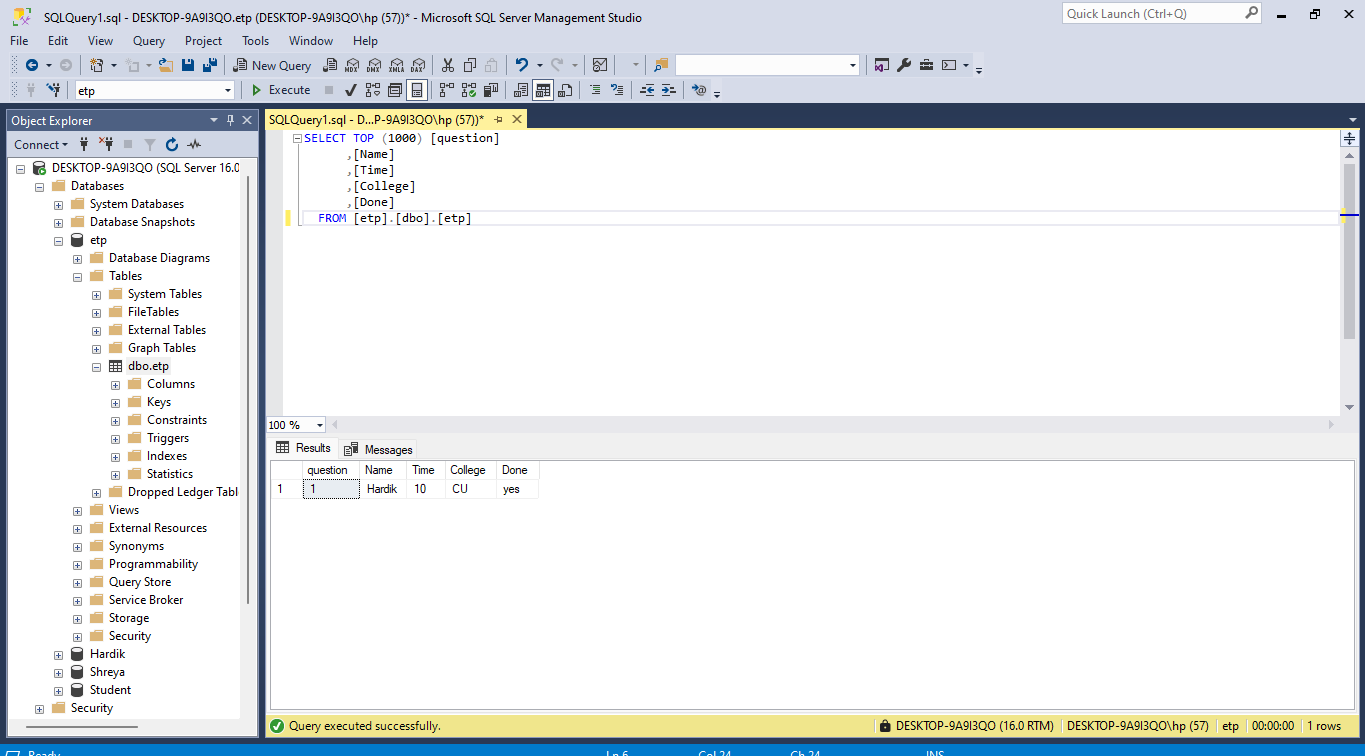 SQLQuery1.sql - DESKTOP-9A9I3QO.etp (DESKTOP-9A9I3QO\hp (57))* - Microsoft SQL Server Management Studio
Quick Launch (Ctrl+Q)
File Edit View Query Project Tools Window Help
New Query MDX DMX XMLA DAX
etp Execute
Object Explorer
Connect
DESKTOP-9A9I3QO (SQL Server 16.0
Databases
System Databases
Database Snapshots
etp
Database Diagrams
Tables
System Tables
FileTables
External Tables
Graph Tables
dbo.etp
Columns
Keys
Constraints
Triggers
Indexes
Statistics
Dropped Ledger Tabl
Views
External Resources
Synonyms
Programmability
Query Store
Service Broker
Storage
Security
Hardik
Shreya
Student
Security
SQLQuery1.sql - D...P-9A9I3QO\hp (57))*
SELECT TOP (1000) [question]
,[Name]
,[Time]
,[College]
,[Done]
FROM [etp].[dbo].[etp]
100 %
Results Messages
question Name Time College Done
1 1 Hardik 10 CU yes
Query executed successfully. DESKTOP-9A9I3QO (16.0 RTM) DESKTOP-9A9I3QO\hp (57) etp 00:00:00 1 rows
Ready Ln 6 Col 24 Ch 24 INS